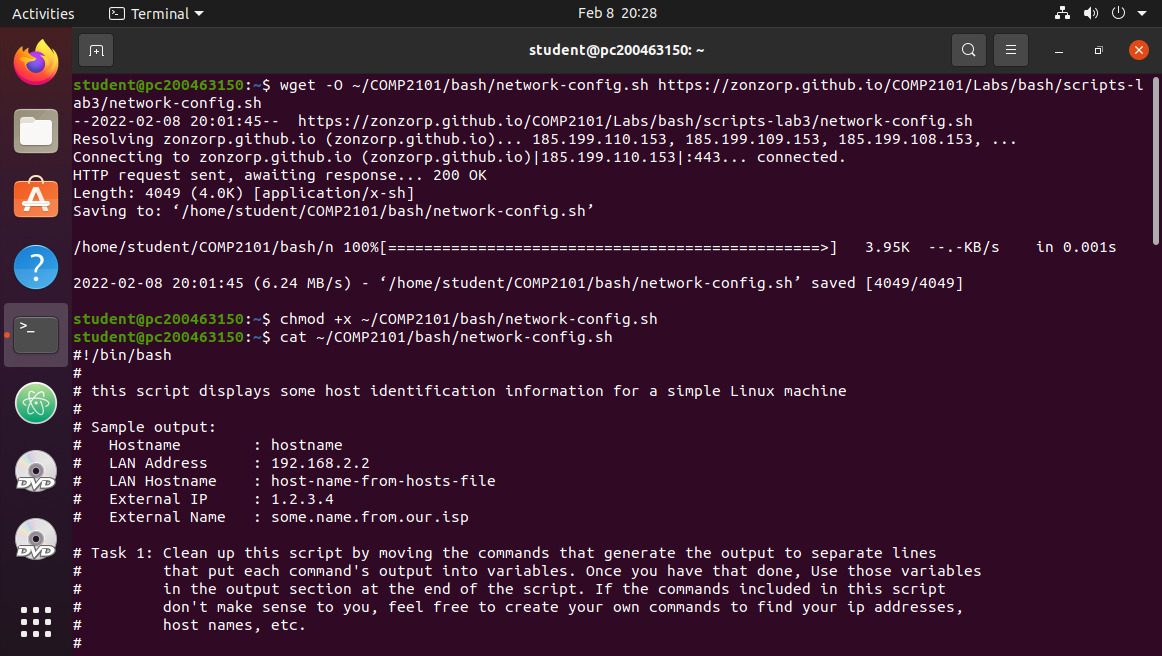 Activities Terminal Feb 8 20:28
student@pc200463150: ~
student@pc200463150:~$ wget -O ~/COMP2101/bash/network-config.sh https://zonzorp.github.io/COMP2101/Labs/bash/scripts-l
ab3/network-config.sh
--2022-02-08 20:01:45--  https://zonzorp.github.io/COMP2101/Labs/bash/scripts-lab3/network-config.sh
Resolving zonzorp.github.io (zonzorp.github.io)... 185.199.110.153, 185.199.109.153, 185.199.108.153, ...
Connecting to zonzorp.github.io (zonzorp.github.io)|185.199.110.153|:443... connected.
HTTP request sent, awaiting response... 200 OK
Length: 4049 (4.0K) [application/x-sh]
Saving to: ‘/home/student/COMP2101/bash/network-config.sh’
/home/student/COMP2101/bash/n 100%[================================================>]   3.95K  --.-KB/s    in 0.001s
2022-02-08 20:01:45 (6.24 MB/s) - ‘/home/student/COMP2101/bash/network-config.sh’ saved [4049/4049]
student@pc200463150:~$ chmod +x ~/COMP2101/bash/network-config.sh
student@pc200463150:~$ cat ~/COMP2101/bash/network-config.sh
#!/bin/bash
#
# this script displays some host identification information for a simple Linux machine
#
# Sample output:
#   Hostname        : hostname
#   LAN Address     : 192.168.2.2
#   LAN Hostname    : host-name-from-hosts-file
#   External IP     : 1.2.3.4
#   External Name   : some.name.from.our.isp
# Task 1: Clean up this script by moving the commands that generate the output to separate lines
#         that put each command's output into variables. Once you have that done, Use those variables
#         in the output section at the end of the script. If the commands included in this script
#         don't make sense to you, feel free to create your own commands to find your ip addresses,
#         host names, etc.
#
>_
DVD
DVD